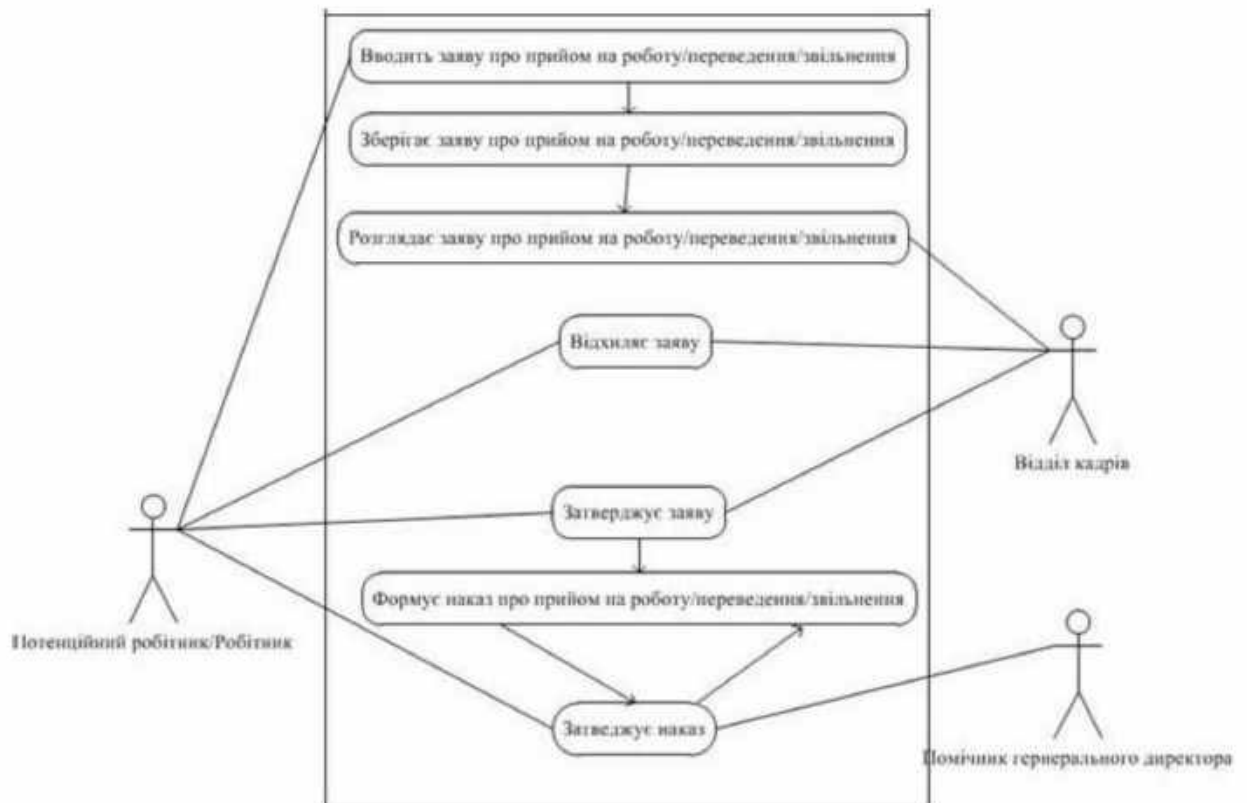 Вводить заяву про прийом на роботу/переведення/звільнення
Зберігає заяву про прийом на роботу/переведення/звільнення
Розглядає заяву про прийом на роботу/переведення/звільнення
Відхиляє заяву
Відділ кадрів
Затверджує заяву
Формує наказ про прийом на роботу/переведення/звільнення
Потенційний робітник/Робітник
Затведжує наказ
Помічник гернерального директора